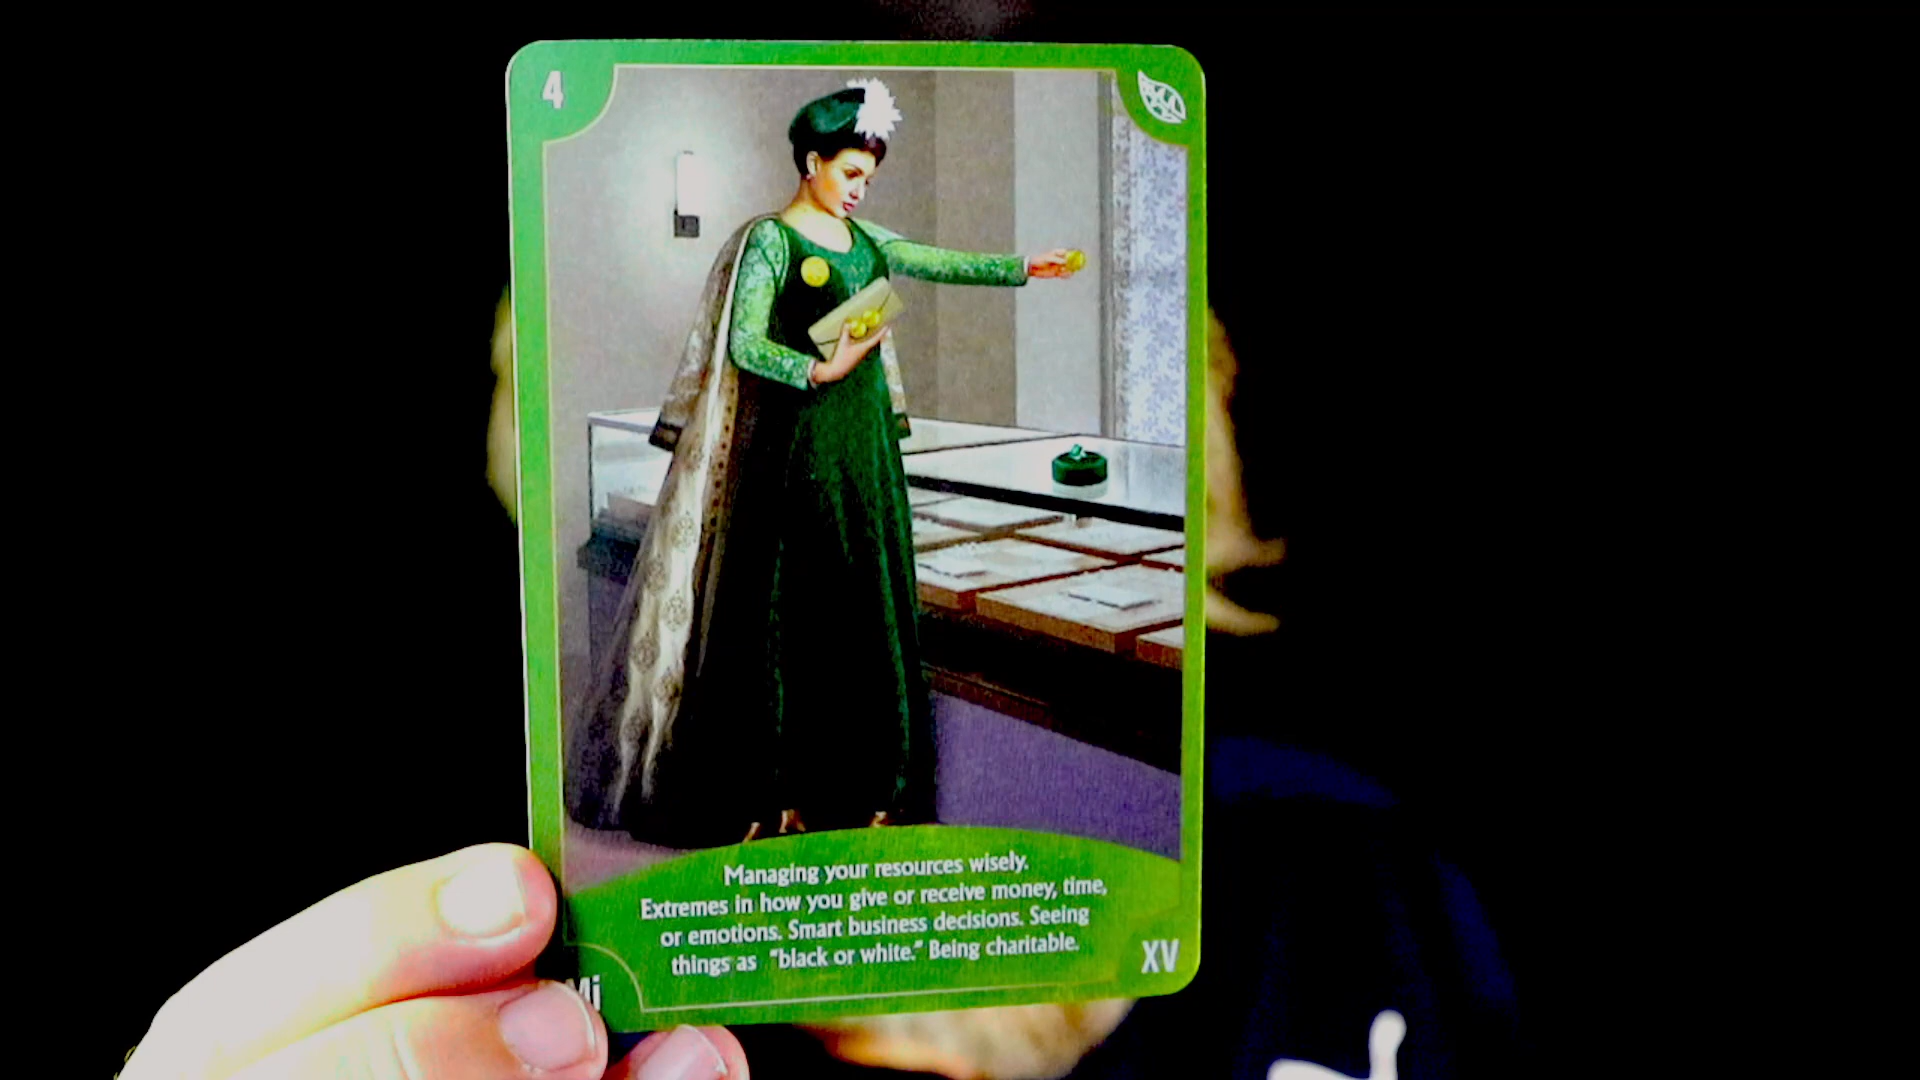 4
Managing your resources wisely.
Extremes in how you give or receive money, time,
or emotions. Smart business decisions. Seeing
things as "black or white." Being charitable.
XV
Mi